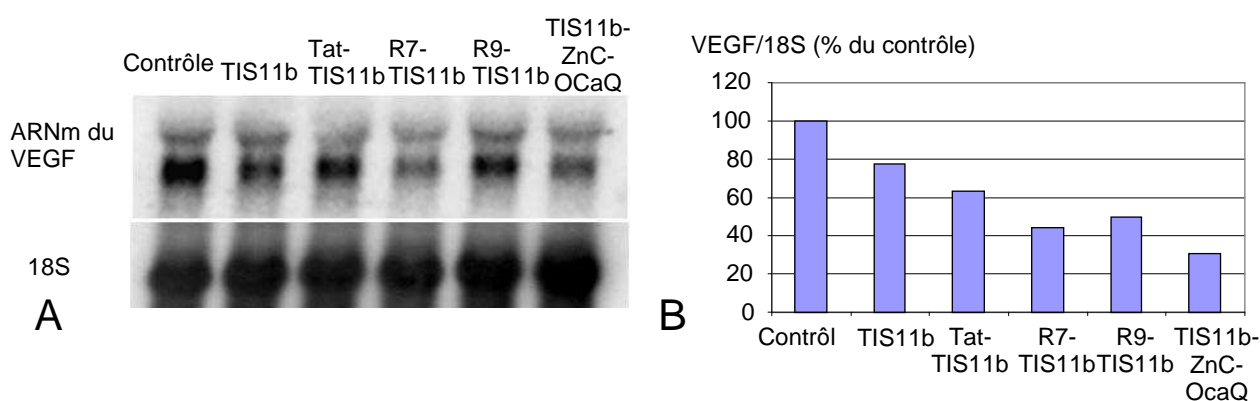 Contrôle TIS11b Tat-TIS11b R7-TIS11b R9-TIS11b TIS11b-ZnC-OCaQ
ARNm du
VEGF
18S
A
VEGF/18S (% du contrôle)
120
100
80
60
40
20
0
Contrôl TIS11b Tat-TIS11b R7-TIS11b R9-TIS11b TIS11b-ZnC-OcaQ
B